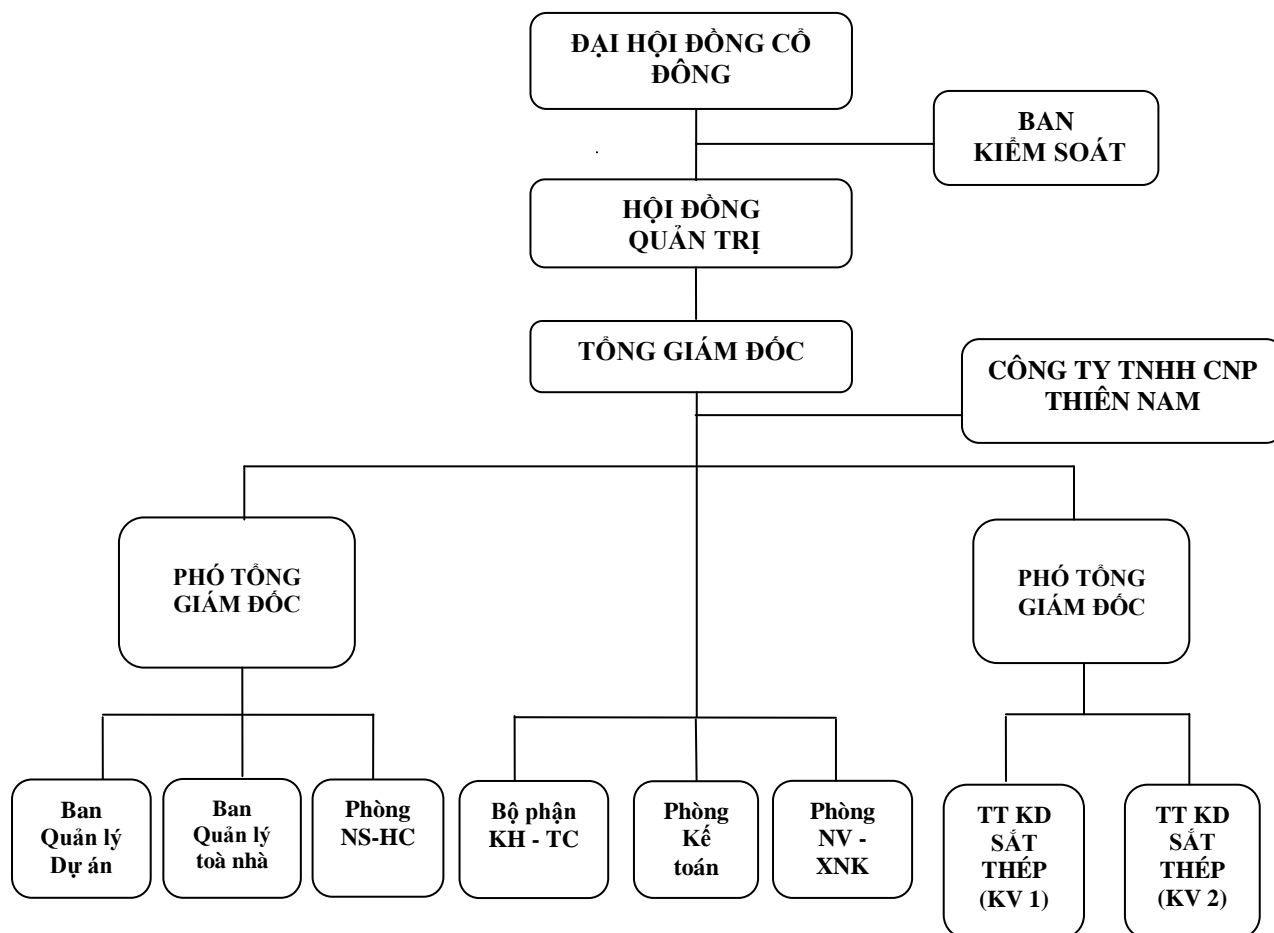 ĐẠI HỘI ĐỒNG CỔ
ĐÔNG
BAN
KIỂM SOÁT
HỘI ĐỒNG
QUẢN TRỊ
TỔNG GIÁM ĐỐC
CÔNG TY TNHH CNP
THIÊN NAM
PHÓ TỔNG
GIÁM ĐỐC
PHÓ TỔNG
GIÁM ĐỐC
Ban
Quản lý
Dự án
Ban
Quản lý
toà nhà
Phòng
NS-HC
Bộ phận
KH - TC
Phòng
Kế
toán
Phòng
NV -
XNK
TT KD
SẮT
THÉP
(KV 1)
TT KD
SẮT
THÉP
(KV 2)